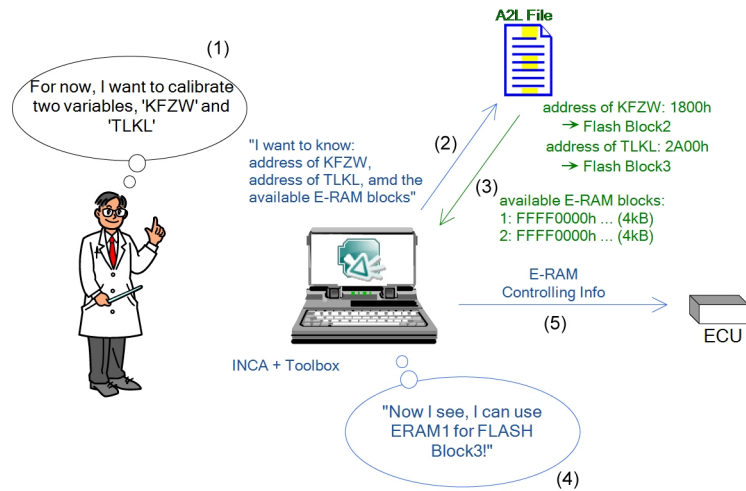 A2L File
(1)
For now, I want to calibrate
two variables, 'KFZW' and
'TLKL'
"I want to know:
address of KFZW,
address of TLKL, amd the
available E-RAM blocks"
(2)
address of KFZW: 1800h
→ Flash Block2
address of TLKL: 2A00h
→ Flash Block3
(3)
available E-RAM blocks:
1: FFFF0000h ... (4kB)
2: FFFF0000h ... (4kB)
E-RAM
Controlling Info
(5)
ECU
INCA + Toolbox
"Now I see, I can use
ERAM1 for FLASH
Block3!"
(4)